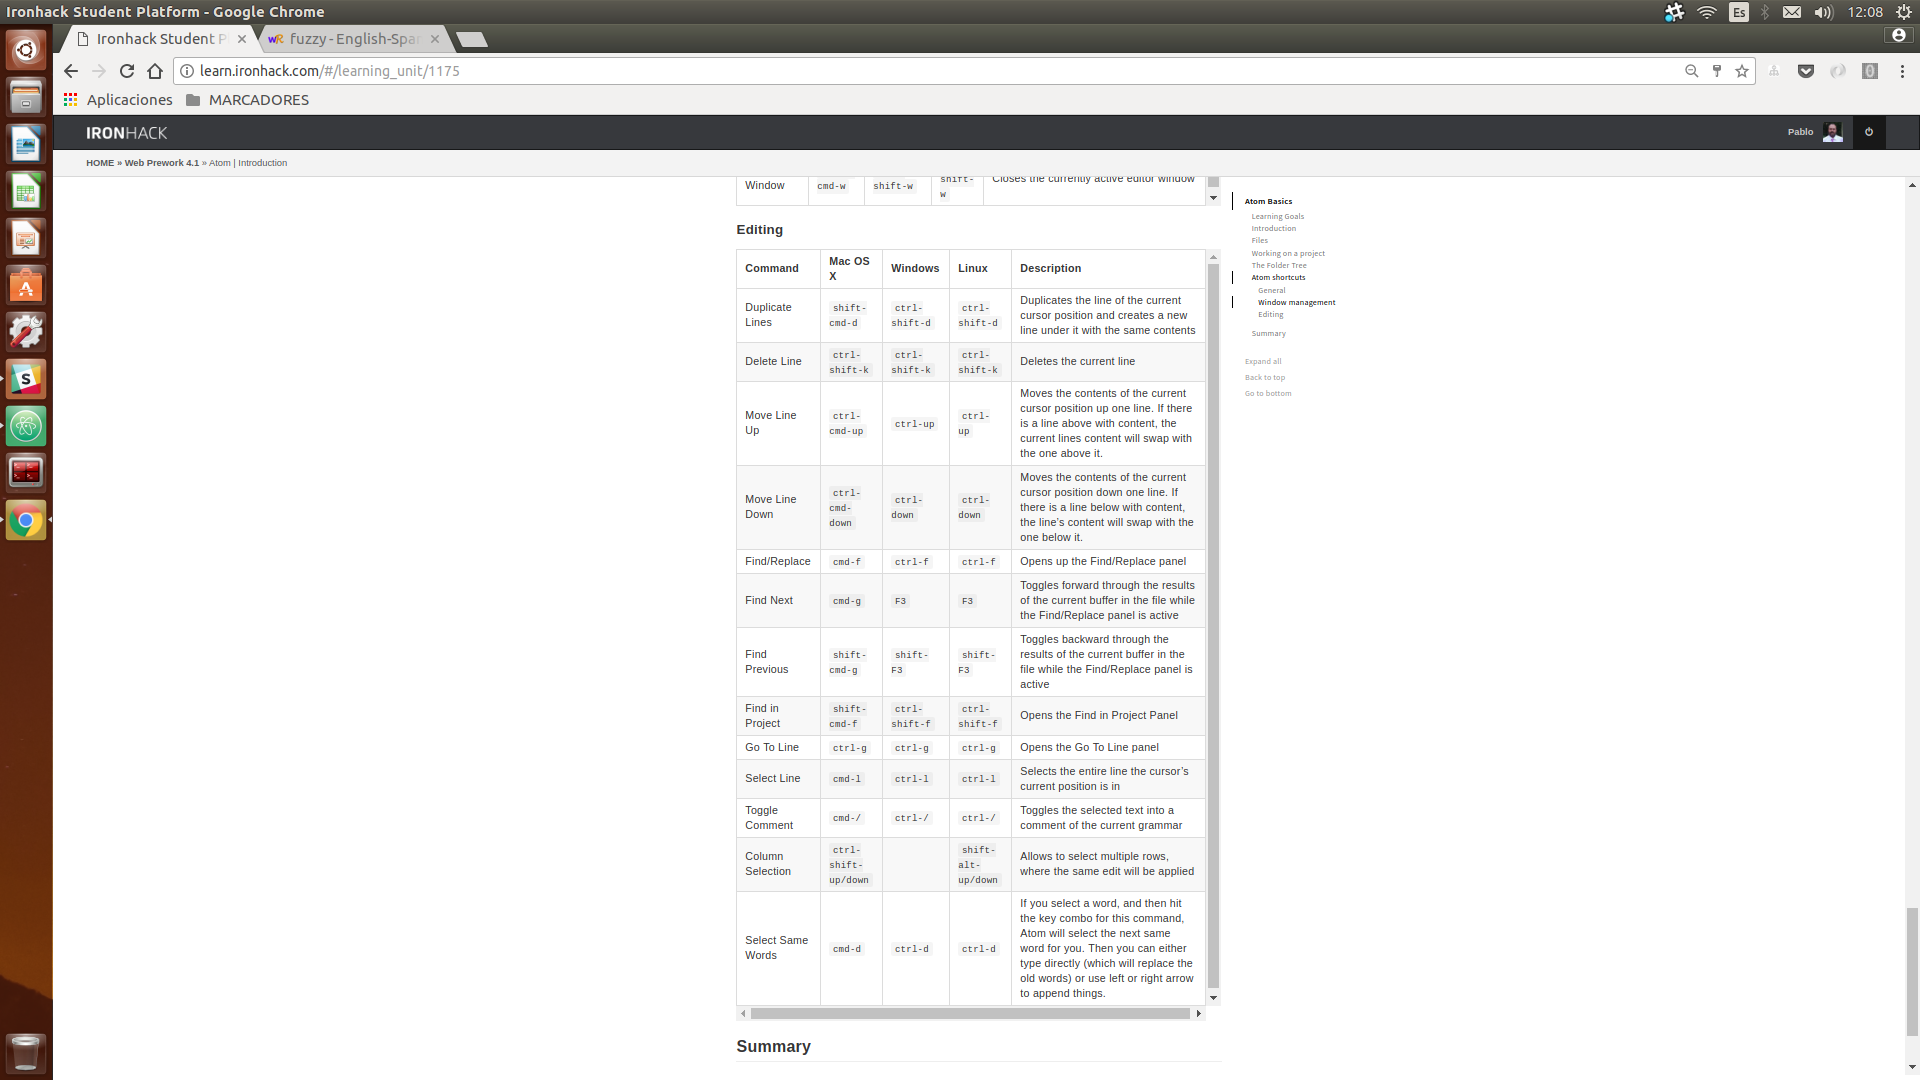 Ironhack Student Platform - Google Chrome
Es
12:08
Ironhack Student P
fuzzy - English-Spa
learn.ironhack.com/#/learning_unit/1175
Aplicaciones
MARCADORES
IRONHACK
Pablo
HOME » Web Prework 4.1 » Atom | Introduction
Window cmd-w shift-w shift-w Closes the currently active editor window
Editing
Command Mac OS X Windows Linux Description
Duplicate Lines shift-cmd-d ctrl-shift-d ctrl-shift-d Duplicates the line of the current cursor position and creates a new line under it with the same contents
Delete Line ctrl-shift-k ctrl-shift-k ctrl-shift-k Deletes the current line
Move Line Up ctrl-cmd-up ctrl-up ctrl-up Moves the contents of the current cursor position up one line. If there is a line above with content, the current lines content will swap with the one above it.
Move Line Down ctrl-cmd-down ctrl-down ctrl-down Moves the contents of the current cursor position down one line. If there is a line below with content, the line's content will swap with the one below it.
Find/Replace cmd-f ctrl-f ctrl-f Opens up the Find/Replace panel
Find Next cmd-g F3 F3 Toggles forward through the results of the current buffer in the file while the Find/Replace panel is active
Find Previous shift-cmd-g shift-F3 shift-F3 Toggles backward through the results of the current buffer in the file while the Find/Replace panel is active
Find in Project shift-cmd-f ctrl-shift-f ctrl-shift-f Opens the Find in Project Panel
Go To Line ctrl-g ctrl-g ctrl-g Opens the Go To Line panel
Select Line cmd-l ctrl-l ctrl-l Selects the entire line the cursor's current position is in
Toggle Comment cmd-/ ctrl-/ ctrl-/ Toggles the selected text into a comment of the current grammar
Column Selection ctrl-shift-up/down shift-alt-up/down Allows to select multiple rows, where the same edit will be applied
Select Same Words cmd-d ctrl-d ctrl-d If you select a word, and then hit the key combo for this command, Atom will select the next same word for you. Then you can either type directly (which will replace the old words) or use left or right arrow to append things.
Summary
Atom Basics
Learning Goals
Introduction
Files
Working on a project
The Folder Tree
Atom shortcuts
General
Window management
Editing
Summary
Expand all
Back to top
Go to bottom